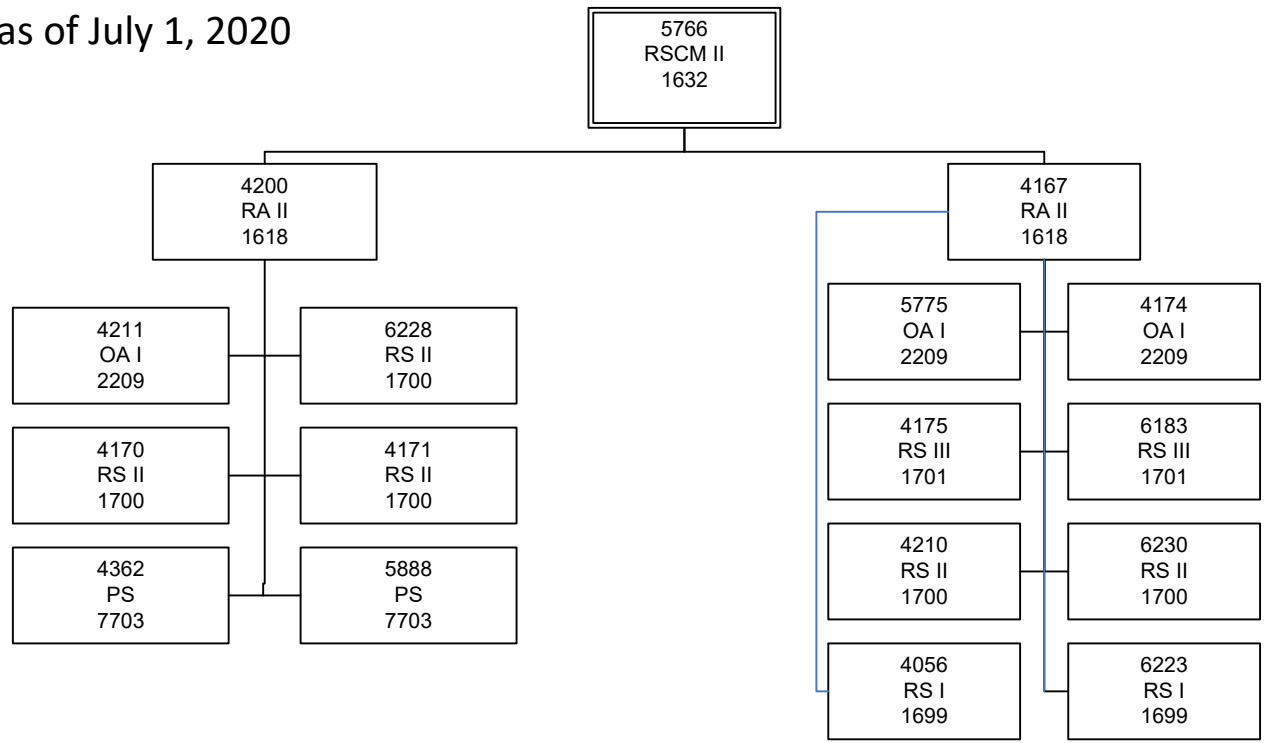 as of July 1, 2020
5766
RSCM II
1632
4200
RA II
1618
4167
RA II
1618
4211
OA I
2209
6228
RS II
1700
4170
RS II
1700
4171
RS II
1700
4362
PS
7703
5888
PS
7703
5775
OA I
2209
4174
OA I
2209
4175
RS III
1701
6183
RS III
1701
4210
RS II
1700
6230
RS II
1700
4056
RS I
1699
6223
RS I
1699